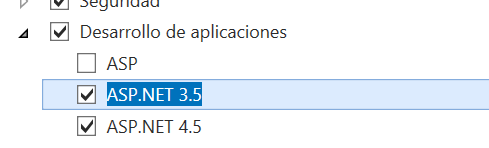 Seguridad
Desarrollo de aplicaciones
ASP
ASP.NET 3.5
ASP.NET 4.5